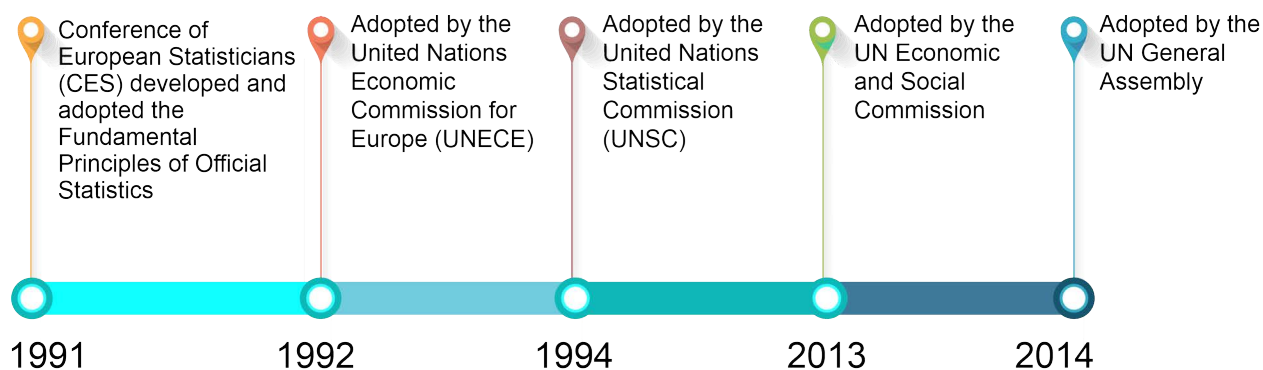 Conference of
European Statisticians
(CES) developed and
adopted the
Fundamental
Principles of Official
Statistics
Adopted by the
United Nations
Economic
Commission for
Europe (UNECE)
Adopted by the
United Nations
Statistical
Commission
(UNSC)
Adopted by the
UN Economic
and Social
Commission
Adopted by the
UN General
Assembly
1991
1992
1994
2013
2014